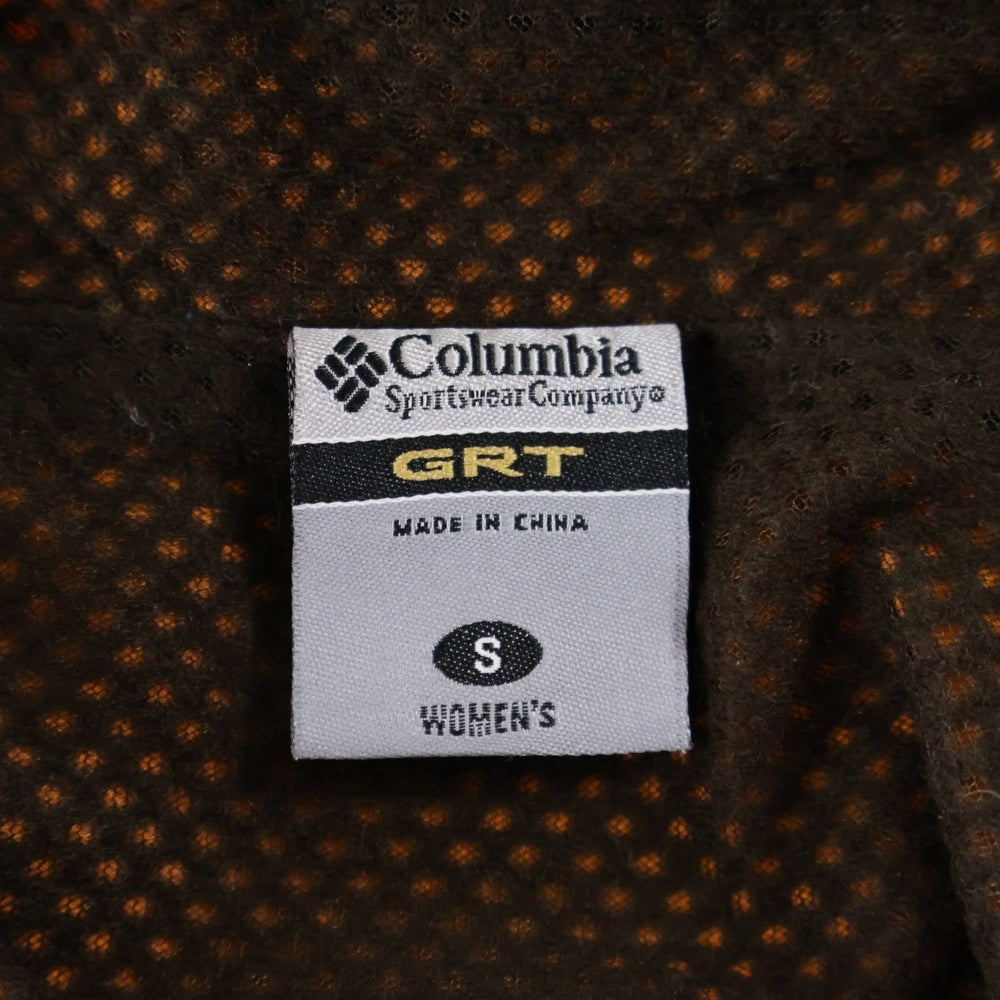 Columbia
Sportswear Company®
GRT
MADE IN CHINA
S
WOMEN'S